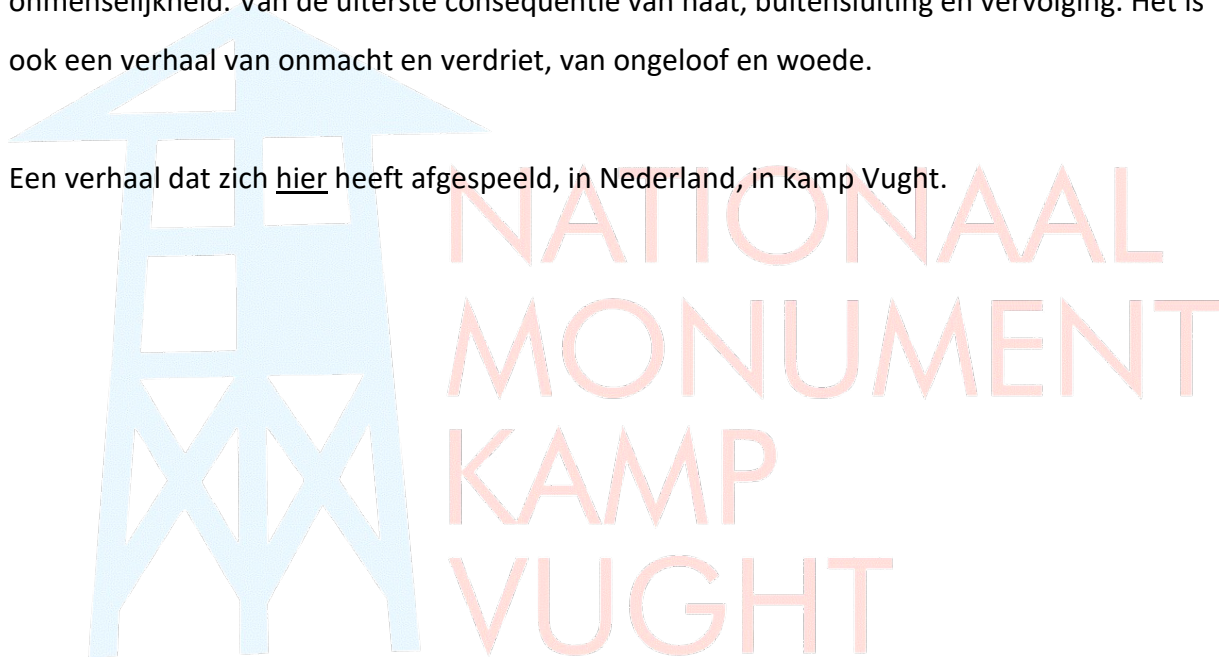 onmenselijkheid. Van de uiterste consequentie van haat, buitensluiting en vervolging. Het is
ook een verhaal van onmacht en verdriet, van ongeloof en woede.
Een verhaal dat zich hier heeft afgespeeld, in Nederland, in kamp Vught.
NATIONAAL
MONUMENT
KAMP
VUGHT